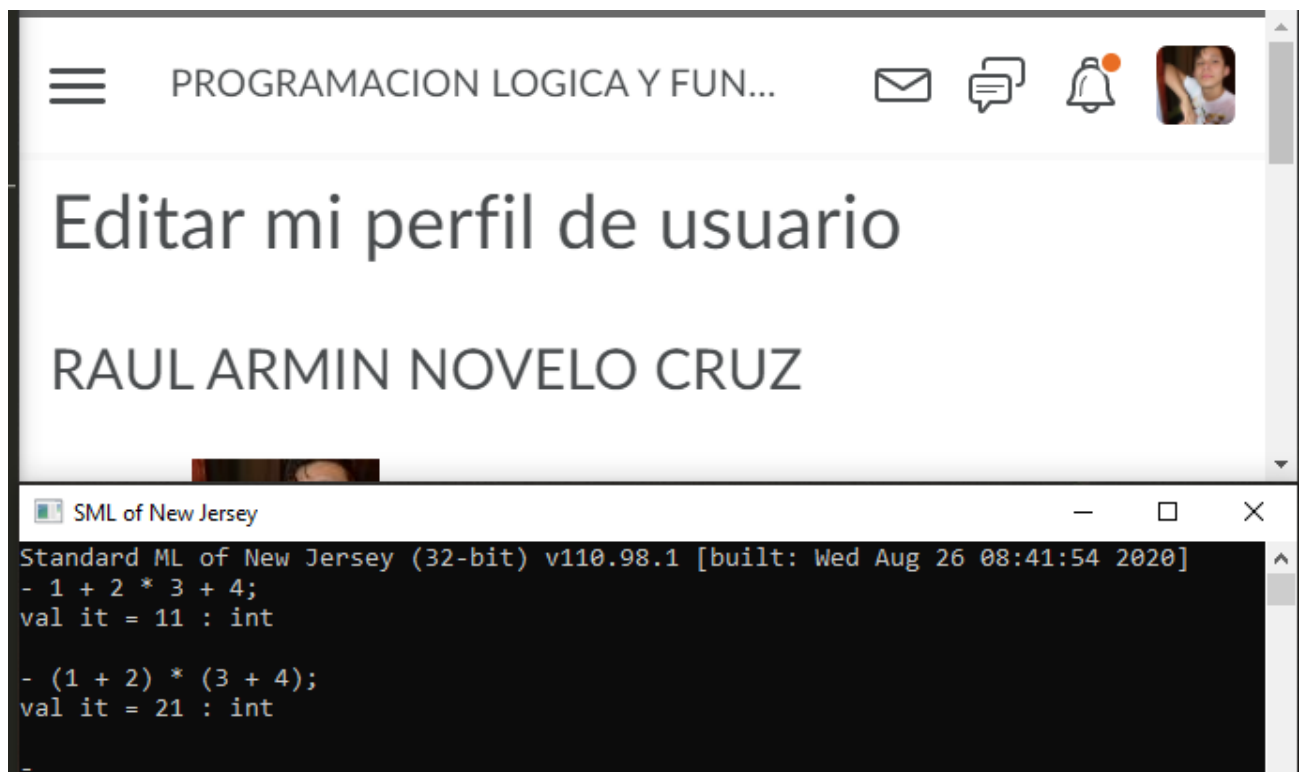 PROGRAMACION LOGICA Y FUN...
Editar mi perfil de usuario
RAUL ARMIN NOVELO CRUZ
SML of New Jersey
Standard ML of New Jersey (32-bit) v110.98.1 [built: Wed Aug 26 08:41:54 2020]
- 1 + 2 * 3 + 4;
val it = 11 : int
- (1 + 2) * (3 + 4);
val it = 21 : int
-